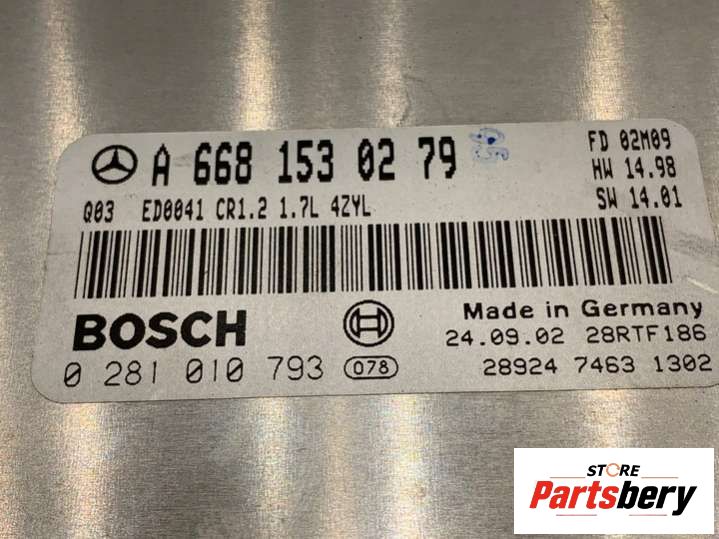 A 668 153 02 79
FD 02M09
HW 14.98
SW 14.01
Q03 ED0041 CR1.2 1.7L 4ZYL
BOSCH
0 281 010 793
078
Made in Germany
24.09.02 28RTF186
28924 7463 1302
STORE
Partsbery